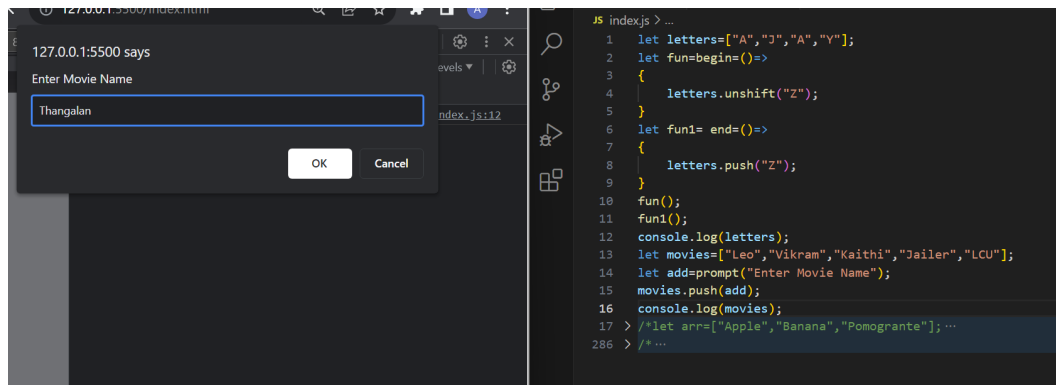 127.0.0.1:5500/index.html
127.0.0.1:5500 says
Enter Movie Name
Thangalan
OK
Cancel
evels
ndex.js:12
JS index.js > ...
1 let letters=["A","J","A","Y"];
2 let fun=begin=()=>
3 {
4 letters.unshift("Z");
5 }
6 let fun1= end=()=>
7 {
8 letters.push("Z");
9 }
10 fun();
11 fun1();
12 console.log(letters);
13 let movies=["Leo","Vikram","Kaithi","Jailer","LCU"];
14 let add=prompt("Enter Movie Name");
15 movies.push(add);
16 console.log(movies);
17 > /*let arr=["Apple","Banana","Pomogrante"]; ...
286 > /* ...